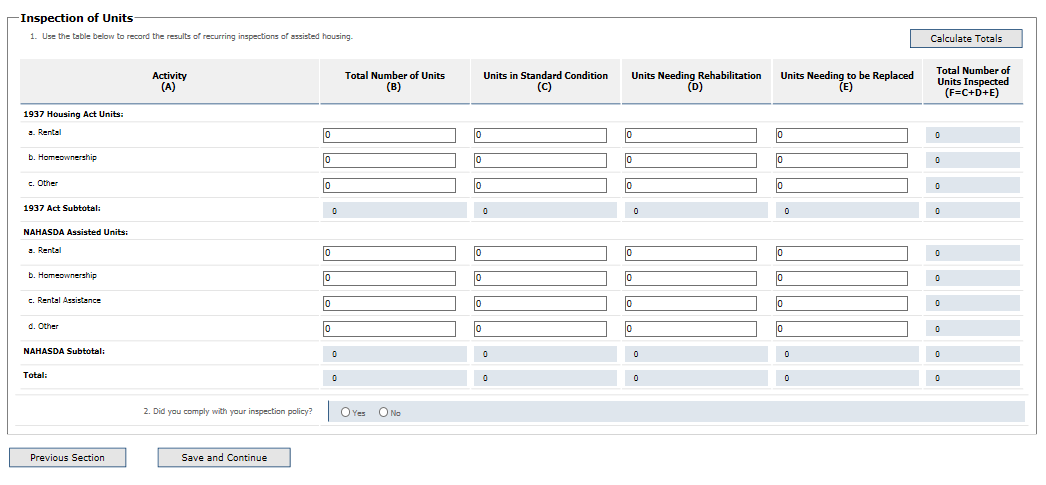 Inspection of Units
1. Use the table below to record the results of recurring inspections of assisted housing.
Calculate Totals
Activity (A) Total Number of Units (B) Units in Standard Condition (C) Units Needing Rehabilitation (D) Units Needing to be Replaced (E) Total Number of Units Inspected (F=C+D+E)
1937 Housing Act Units:
a. Rental 0 0 0 0 0
b. Homeownership 0 0 0 0 0
c. Other 0 0 0 0 0
1937 Act Subtotal: 0 0 0 0 0
NAHASDA Assisted Units:
a. Rental 0 0 0 0 0
b. Homeownership 0 0 0 0 0
c. Rental Assistance 0 0 0 0 0
d. Other 0 0 0 0 0
NAHASDA Subtotal: 0 0 0 0 0
Total: 0 0 0 0 0
2. Did you comply with your inspection policy? Yes No
Previous Section Save and Continue